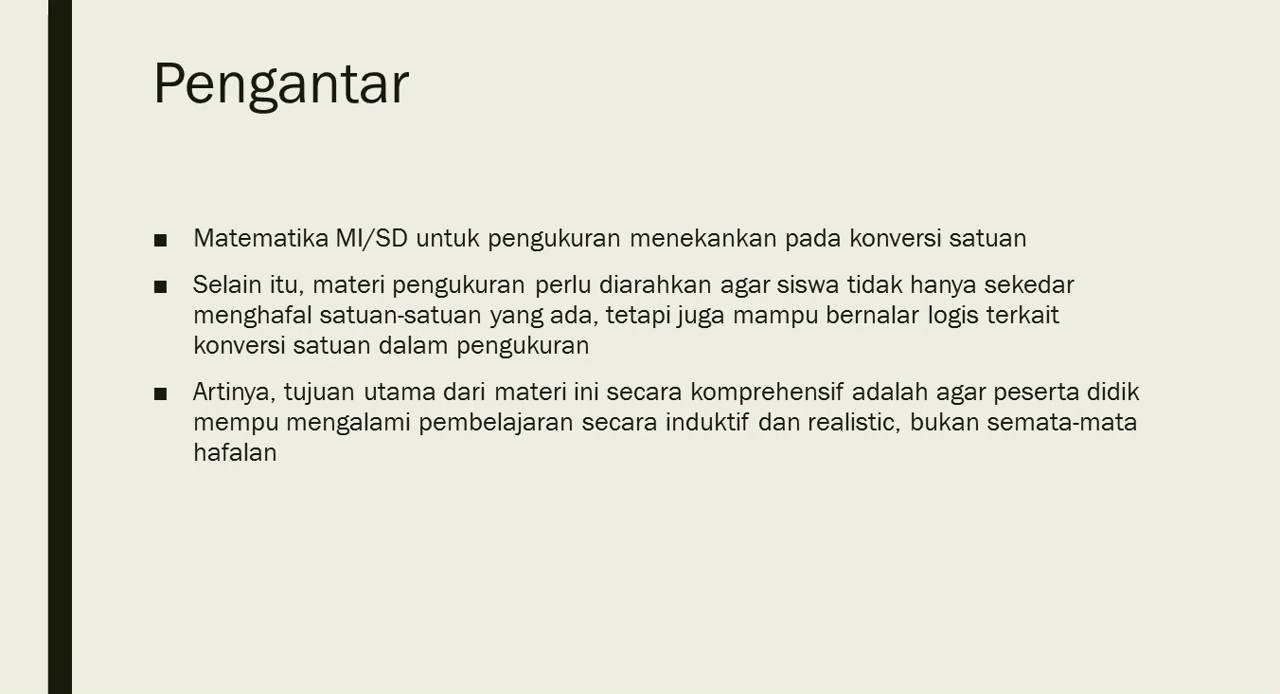 Pengantar
■ Matematika MI/SD untuk pengukuran menekankan pada konversi satuan
■ Selain itu, materi pengukuran perlu diarahkan agar siswa tidak hanya sekedar
menghafal satuan-satuan yang ada, tetapi juga mampu bernalar logis terkait
konversi satuan dalam pengukuran
■ Artinya, tujuan utama dari materi ini secara komprehensif adalah agar peserta didik
mempu mengalami pembelajaran secara induktif dan realistic, bukan semata-mata
hafalan